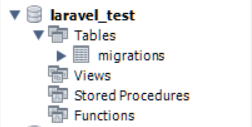 laravel_test
Tables
migrations
Views
Stored Procedures
Functions